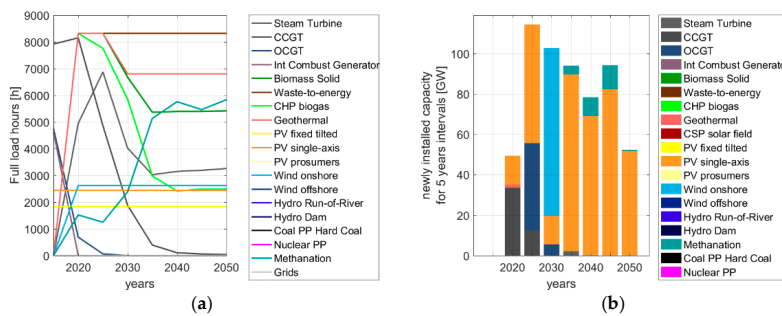 9000
8000
7000
6000
5000
4000
3000
2000
1000
0
Full load hours [h]
2020
2030
2040
2050
years
Steam Turbine
CCGT
OCGT
Int Combust Generator
Biomass Solid
Waste-to-energy
CHP biogas
Geothermal
PV fixed tilted
PV single-axis
PV prosumers
Wind onshore
Wind offshore
Hydro Run-of-River
Hydro Dam
Coal PP Hard Coal
Nuclear PP
Methanation
Grids
(a)
100
80
60
40
20
0
newly installed capacity
for 5 years intervals [GW]
2020
2030
2040
2050
years
Steam Turbine
CCGT
OCGT
Int Combust Generator
Biomass Solid
Waste-to-energy
CHP biogas
Geothermal
CSP solar field
PV fixed tilted
PV single-axis
PV prosumers
Wind onshore
Wind offshore
Hydro Run-of-River
Hydro Dam
Methanation
Coal PP Hard Coal
Nuclear PP
(b)